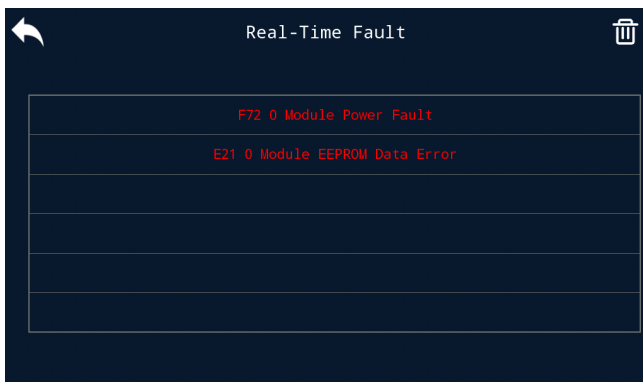 Real-Time Fault
F72 0 Module Power Fault
E21 0 Module EEPROM Data Error